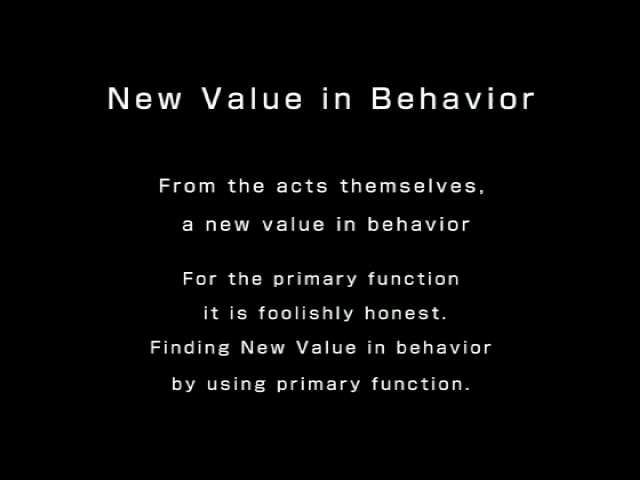 New Value in Behavior
From the acts themselves,
a new value in behavior
For the primary function
it is foolishly honest.
Finding New Value in behavior
by using primary function.